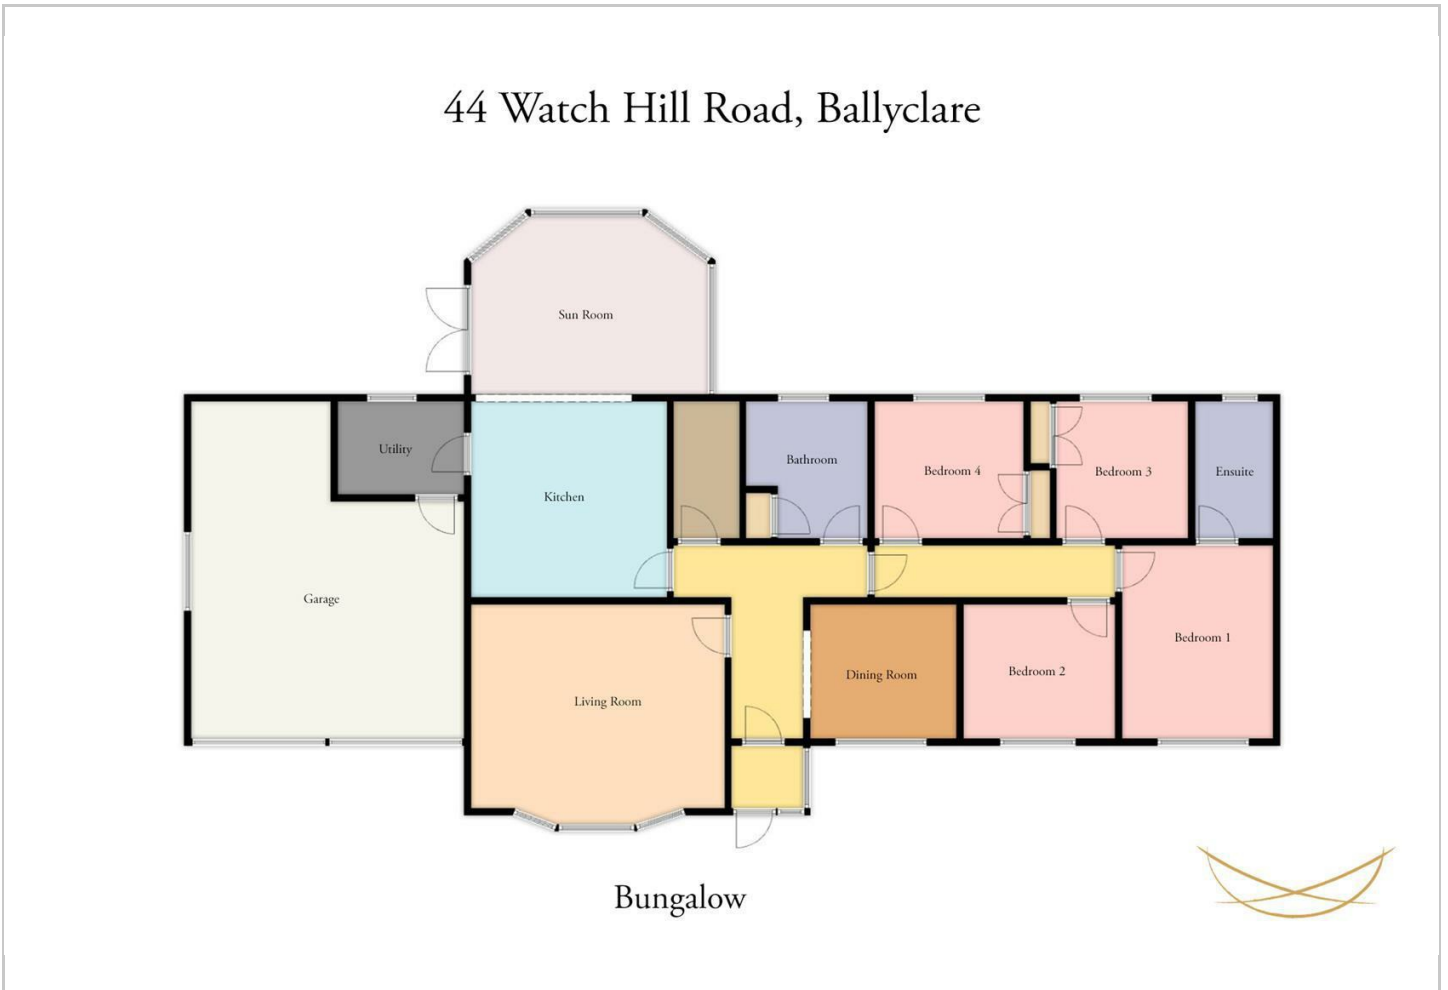 44 Watch Hill Road, Ballyclare
Sun Room
Utility
Bathroom
Bedroom 4
Bedroom 3
Ensuite
Kitchen
Garage
Bedroom 1
Bedroom 2
Dining Room
Living Room
Bungalow